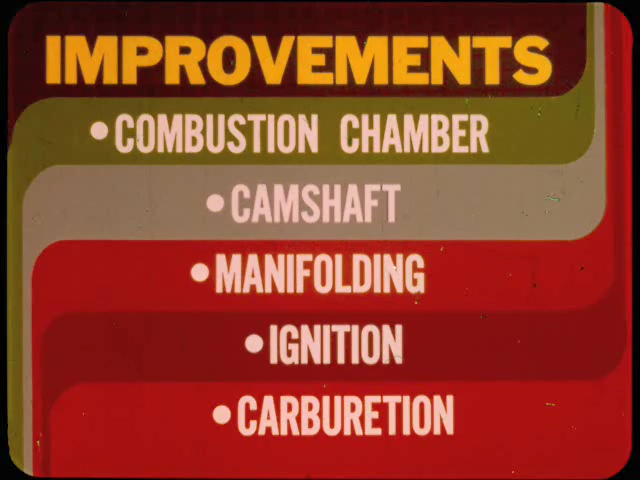 IMPROVEMENTS
• COMBUSTION CHAMBER
• CAMSHAFT
• MANIFOLDING
• IGNITION
• CARBURETION